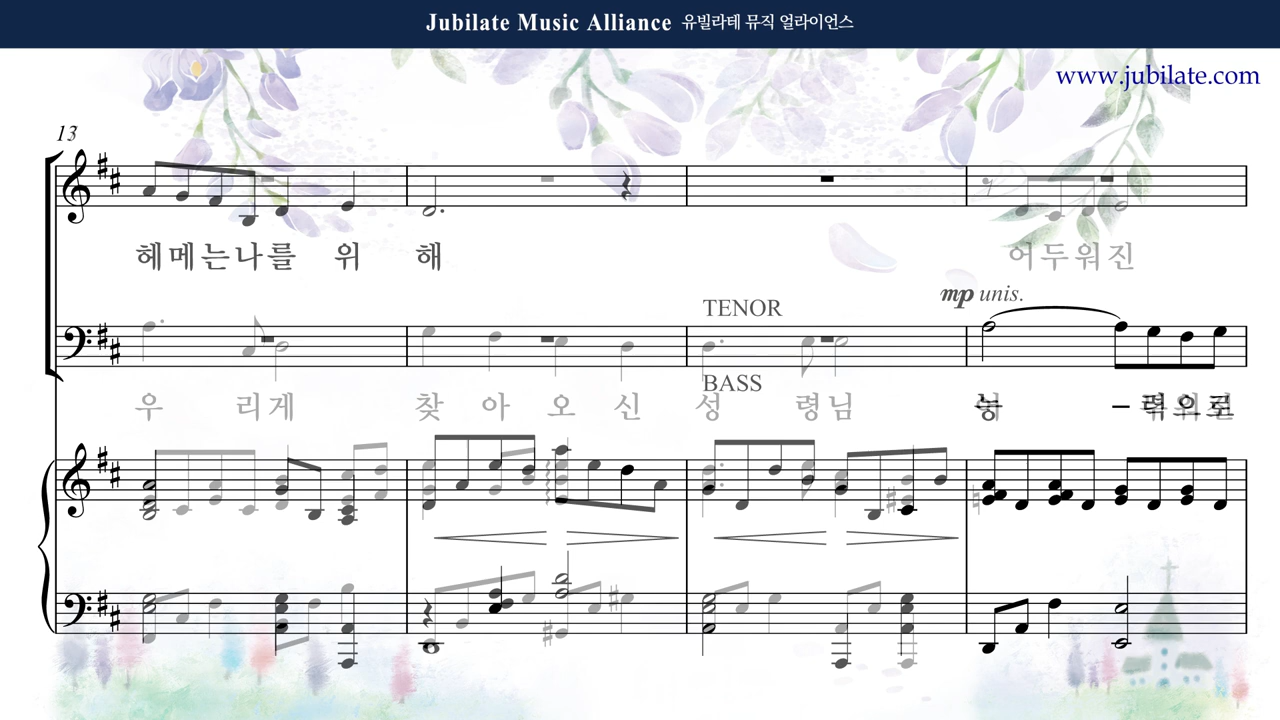 Jubilate Music Alliance 유빌라테 뮤직 얼라이언스
www.jubilate.com
13
헤메는나를 위 해
어두워진
mp unis.
TENOR
BASS
우 리게 찾 아 오 신 성 령님